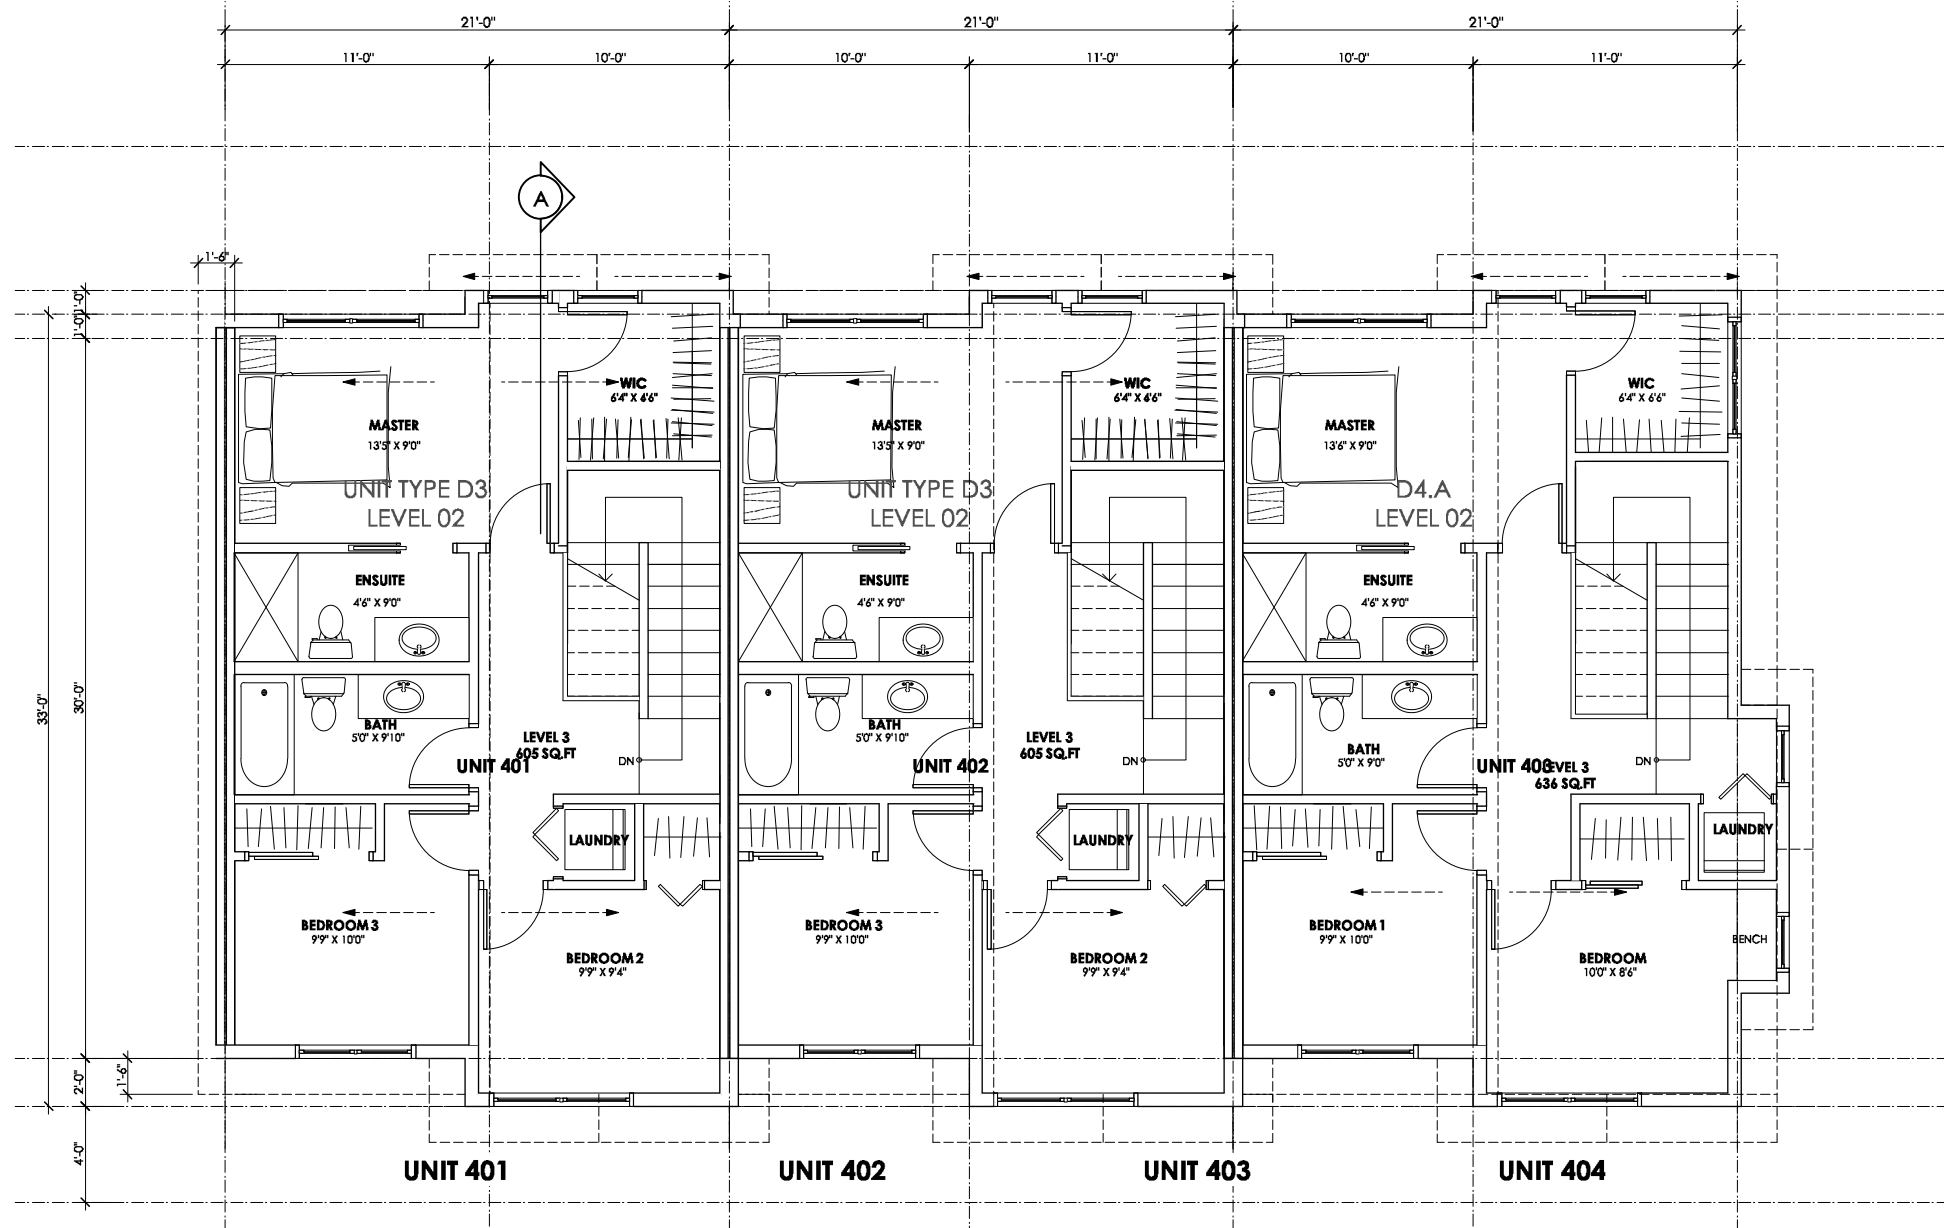 21'-0" 21'-0" 21'-0"
11'-0" 10'-0" 10'-0" 11'-0" 10'-0" 11'-0"
A
1'-6"
1'-0"
1'-0"
33'-0"
30'-0"
2'-0"
1'-6"
4'-0"
MASTER
13'5" X 9'0"
WIC
6'4" X 6'6"
UNIT TYPE D3
LEVEL 02
ENSUITE
4'6" X 9'0"
BATH
5'0" X 9'10"
LEVEL 3
605 SQ.FT
UNIT 401
DN
LAUNDRY
BEDROOM 3
9'9" X 10'0"
BEDROOM 2
9'9" X 9'4"
MASTER
13'5" X 9'0"
WIC
6'4" X 6'6"
UNIT TYPE D3
LEVEL 02
ENSUITE
4'6" X 9'0"
BATH
5'0" X 9'10"
LEVEL 3
605 SQ.FT
UNIT 402
DN
LAUNDRY
BEDROOM 3
9'9" X 10'0"
BEDROOM 2
9'9" X 9'4"
MASTER
13'6" X 9'0"
WIC
6'4" X 6'6"
D4.A
LEVEL 02
ENSUITE
4'6" X 9'0"
BATH
5'0" X 9'0"
UNIT 403
LEVEL 3
636 SQ.FT
DN
LAUNDRY
BEDROOM 1
9'9" X 10'0"
BENCH
BEDROOM
10'0" X 8'6"
UNIT 401 UNIT 402 UNIT 403 UNIT 404